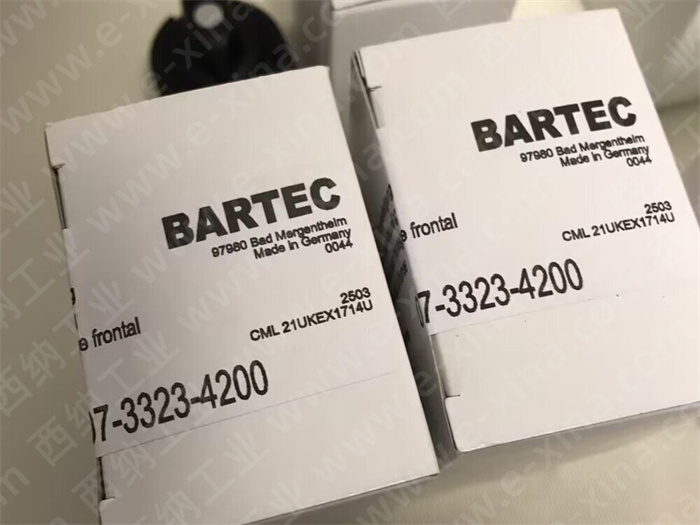 BARTEC
97980 Bad Mergentheim
Made in Germany
0044
2503
CML 21UKEX1714U
e frontal
07-3323-4200
BARTEC
97980 Bad Mergentheim
Made in Germany
0044
2503
CML 21UKEX1714U
e frontal
7-3323-4200
www.e-xina.com
西纳工业